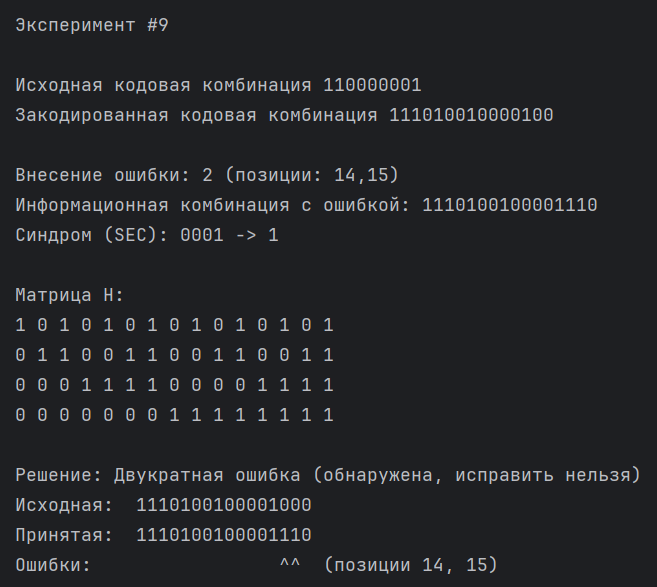 Эксперимент #9
Исходная кодовая комбинация 110000001
Закодированная кодовая комбинация 111010010000100
Внесение ошибки: 2 (позиции: 14,15)
Информационная комбинация с ошибкой: 1110100100001110
Синдром (SEC): 0001 -> 1
Матрица H:
1 0 1 0 1 0 1 0 1 0 1 0 1 0 1
0 1 1 0 0 1 1 0 0 1 1 0 0 1 1
0 0 0 1 1 1 1 0 0 0 0 1 1 1 1
0 0 0 0 0 0 0 1 1 1 1 1 1 1 1
Решение: Двукратная ошибка (обнаружена, исправить нельзя)
Исходная:  1110100100001000
Принятая:  1110100100001110
Ошибки:                 ^^  (позиции 14, 15)